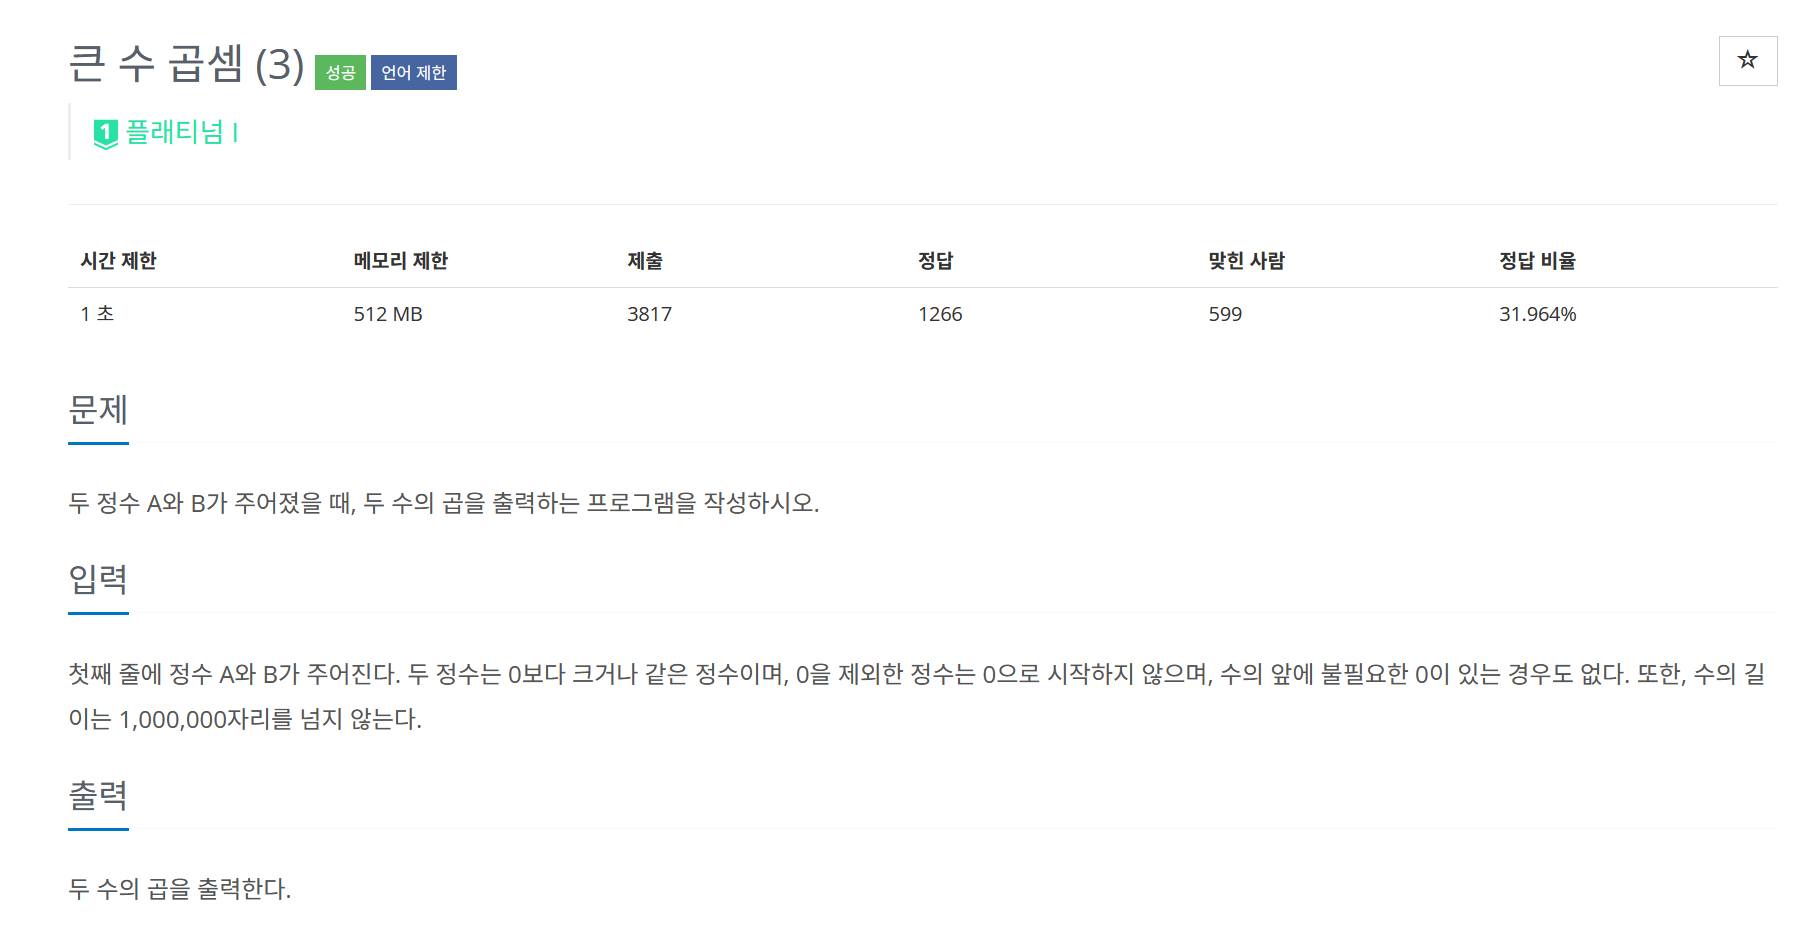 큰 수 곱셈 (3) 성공 언어 제한
1 플래티넘 I
시간 제한 메모리 제한 제출 정답 맞힌 사람 정답 비율
1 초 512 MB 3817 1266 599 31.964%
문제
두 정수 A와 B가 주어졌을 때, 두 수의 곱을 출력하는 프로그램을 작성하시오.
입력
첫째 줄에 정수 A와 B가 주어진다. 두 정수는 0보다 크거나 같은 정수이며, 0을 제외한 정수는 0으로 시작하지 않으며, 수의 앞에 불필요한 0이 있는 경우도 없다. 또한, 수의 길
이는 1,000,000자리를 넘지 않는다.
출력
두 수의 곱을 출력한다.